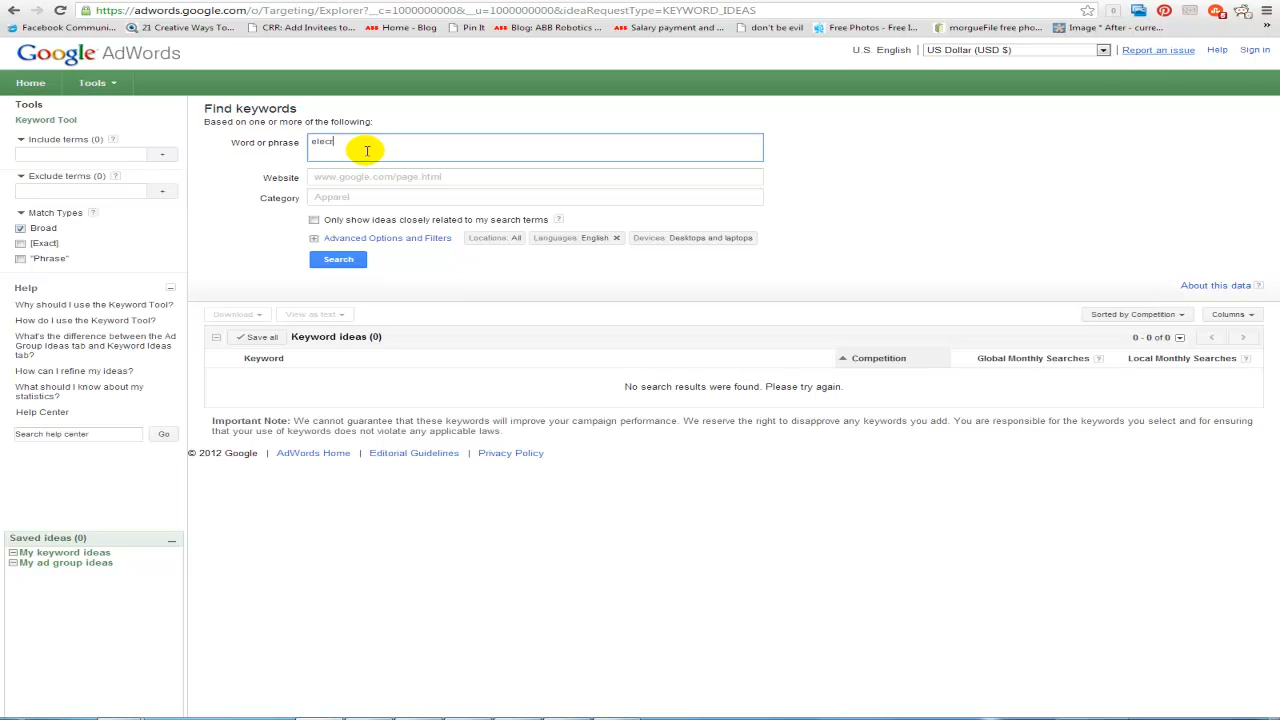 https://adwords.google.com/o/Targeting/Explorer?__c=1000000000&__u=1000000000&ideaRequestType=KEYWORD_IDEAS
Facebook Communi... 21 Creative Ways To... CRR: Add Invitees to... Home - Blog Pin It Blog: ABB Robotics ... Salary payment and ... don't be evil Free Photos - Free I... morgueFile free pho... Image * After - curre... »
Google AdWords
U.S. English US Dollar (USD $) Report an issue Help Sign in
Home Tools
Tools
Keyword Tool
Include terms (0) ?
+
Exclude terms (0) ?
+
Match Types ?
Broad
[Exact]
"Phrase"
Help
Why should I use the Keyword Tool?
How do I use the Keyword Tool?
What's the difference between the Ad
Group Ideas tab and Keyword Ideas
tab?
How can I refine my ideas?
What should I know about my
statistics?
Help Center
Search help center Go
Saved ideas (0)
My keyword ideas
My ad group ideas
Find keywords
Based on one or more of the following:
Word or phrase elecr
Website www.google.com/page.html
Category Apparel
Only show ideas closely related to my search terms ?
Advanced Options and Filters Locations: All Languages: English × Devices: Desktops and laptops
Search
About this data ?
Download View as text Sorted by Competition Columns
Save all Keyword ideas (0) 0 - 0 of 0
Keyword Competition Global Monthly Searches ? Local Monthly Searches ?
No search results were found. Please try again.
Important Note: We cannot guarantee that these keywords will improve your campaign performance. We reserve the right to disapprove any keywords you add. You are responsible for the keywords you select and for ensuring
that your use of keywords does not violate any applicable laws.
© 2012 Google | AdWords Home | Editorial Guidelines | Privacy Policy